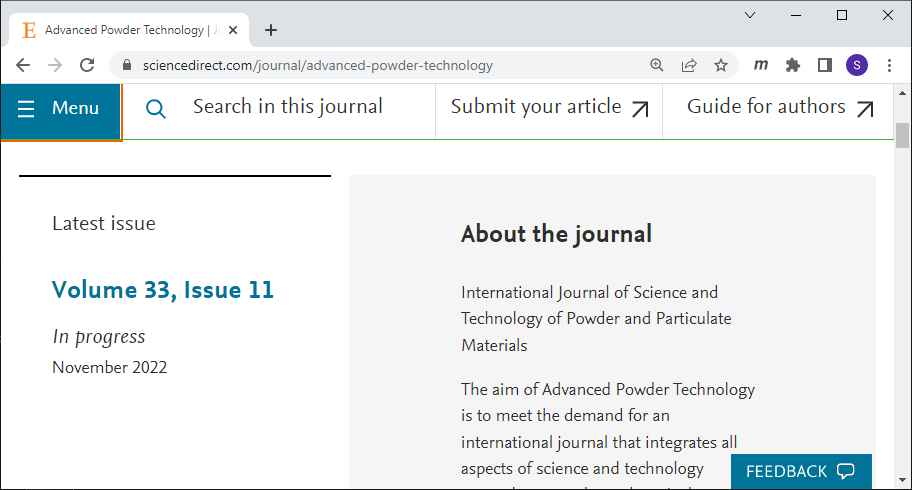 Advanced Powder Technology |
sciencedirect.com/journal/advanced-powder-technology
m
S
Menu
Search in this journal
Submit your article
Guide for authors
Latest issue
Volume 33, Issue 11
In progress
November 2022
About the journal
International Journal of Science and
Technology of Powder and Particulate
Materials
The aim of Advanced Powder Technology
is to meet the demand for an
international journal that integrates all
aspects of science and technology
FEEDBACK